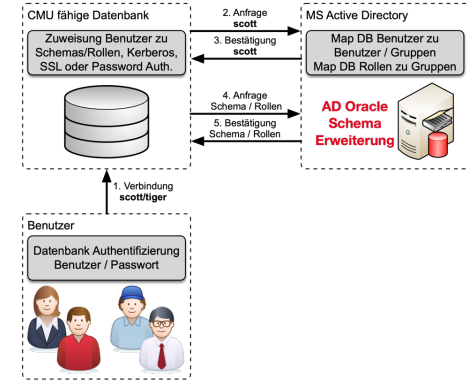 CMU fähige Datenbank
Zuweisung Benutzer zu
Schemas/Rollen, Kerberos,
SSL oder Password Auth.
2. Anfrage
scott
3. Bestätigung
scott
4. Anfrage
Schema / Rollen
5. Bestätigung
Schema / Rollen
MS Active Directory
Map DB Benutzer zu
Benutzer / Gruppen
Map DB Rollen zu Gruppen
AD Oracle
Schema
Erweiterung
1. Verbindung
scott/tiger
Benutzer
Datenbank Authentifizierung
Benutzer / Passwort